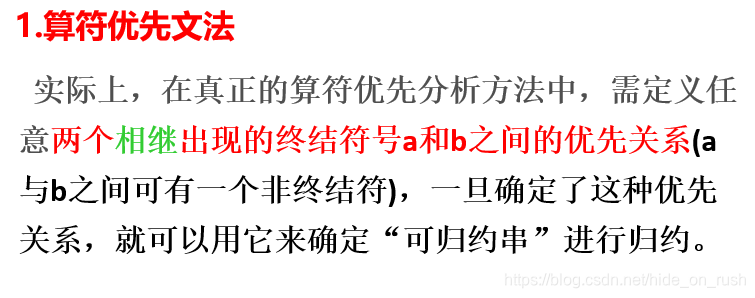 1.算符优先文法
实际上，在真正的算符优先分析方法中，需定义任
意两个相继出现的终结符号a和b之间的优先关系(a
与b之间可有一个非终结符)，一旦确定了这种优先
关系，就可以用它来确定“可归约串”进行归约。
https://blog.csdn.net/hide_on_rush